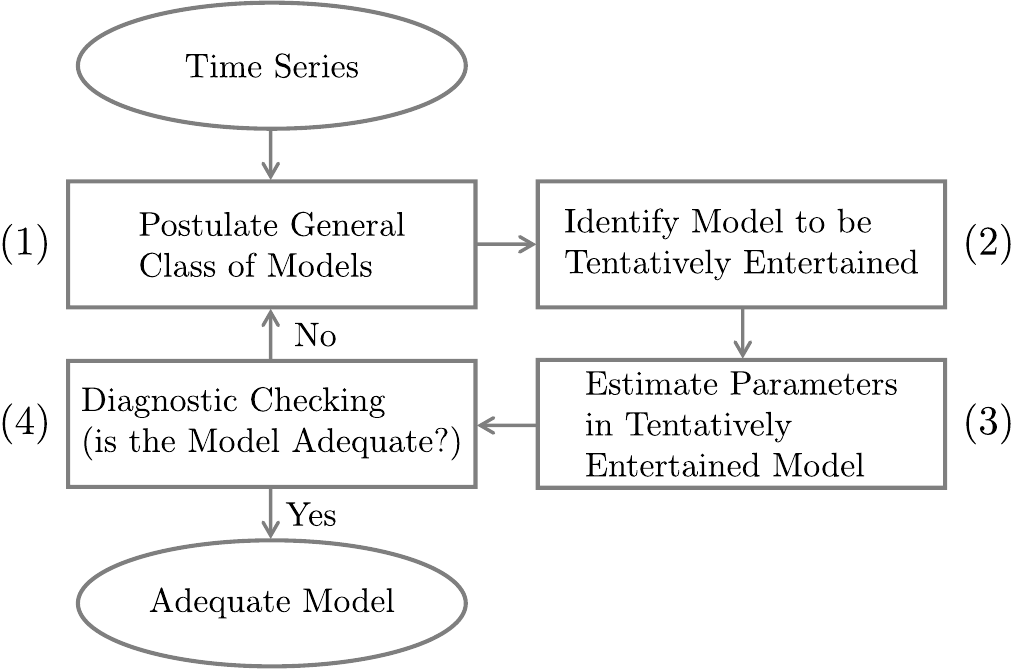 Time Series
(1)
Postulate General
Class of Models
Identify Model to be
Tentatively Entertained
(2)
No
Diagnostic Checking
(is the Model Adequate?)
(4)
Estimate Parameters
in Tentatively
Entertained Model
(3)
Yes
Adequate Model